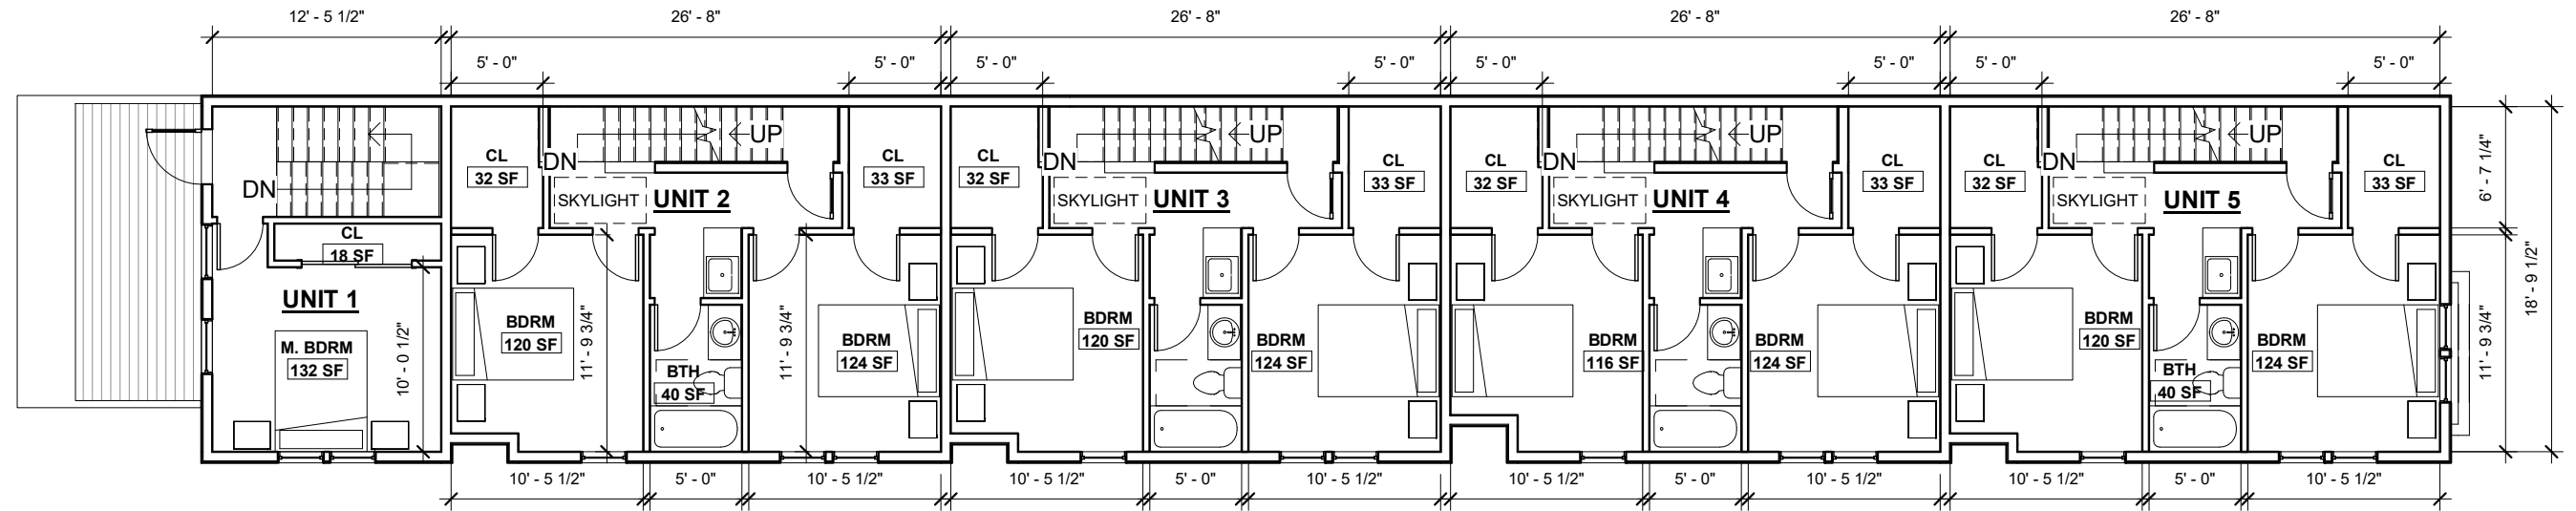 12' - 5 1/2" 26' - 8" 26' - 8" 26' - 8" 26' - 8"
5' - 0" 5' - 0" 5' - 0" 5' - 0" 5' - 0" 5' - 0" 5' - 0" 5' - 0"
UP UP UP UP
DN DN DN DN DN
CL CL CL CL CL CL CL CL
32 SF 33 SF 32 SF 33 SF 32 SF 33 SF 32 SF 33 SF
6' - 7 1/4"
SKYLIGHT UNIT 2 SKYLIGHT UNIT 3 SKYLIGHT UNIT 4 SKYLIGHT UNIT 5
CL
18 SF
UNIT 1
18' - 9 1/2"
BDRM BDRM BDRM BDRM BDRM BDRM BDRM BDRM
120 SF 124 SF 120 SF 124 SF 116 SF 124 SF 120 SF 124 SF
M. BDRM
132 SF
10' - 0 1/2"
11' - 9 3/4"
11' - 9 3/4"
11' - 9 3/4"
BTH BTH
40 SF 40 SF
10' - 5 1/2" 5' - 0" 10' - 5 1/2" 10' - 5 1/2" 5' - 0" 10' - 5 1/2" 10' - 5 1/2" 5' - 0" 10' - 5 1/2" 10' - 5 1/2" 5' - 0" 10' - 5 1/2"